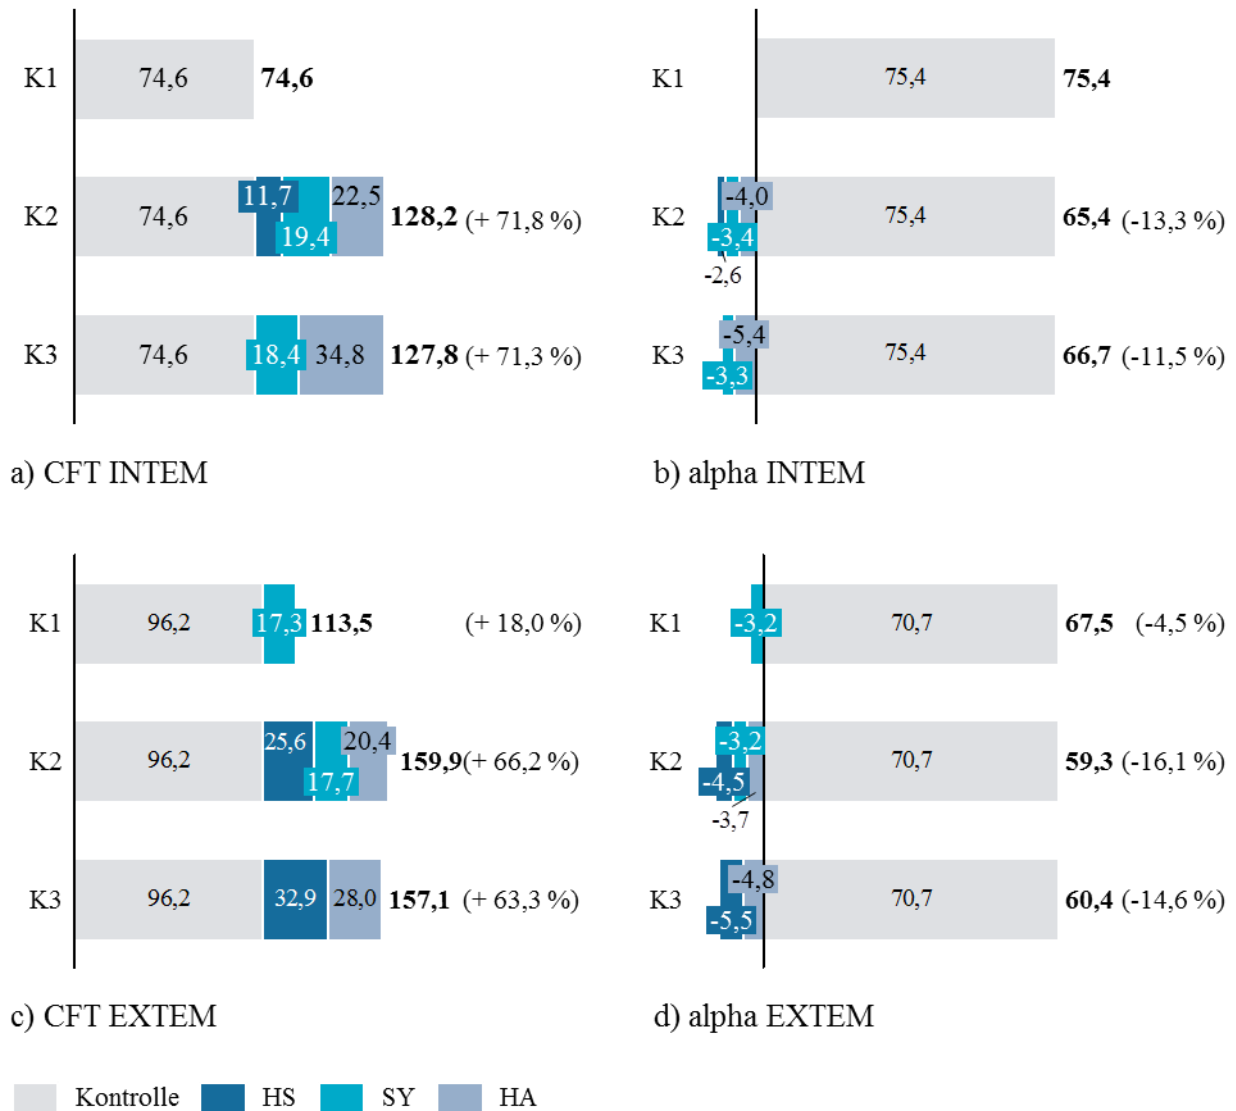 K1 74,6 74,6
K2 74,6 11,7 19,4 22,5 128,2 (+ 71,8 %)
K3 74,6 18,4 34,8 127,8 (+ 71,3 %)
a) CFT INTEM
K1 75,4 75,4
K2 -4,0 -3,4 -2,6 75,4 65,4 (-13,3 %)
K3 -5,4 -3,3 75,4 66,7 (-11,5 %)
b) alpha INTEM
K1 96,2 17,3 113,5 (+ 18,0 %)
K2 96,2 25,6 17,7 20,4 159,9 (+ 66,2 %)
K3 96,2 32,9 28,0 157,1 (+ 63,3 %)
c) CFT EXTEM
K1 -3,2 70,7 67,5 (-4,5 %)
K2 -3,2 -4,5 -3,7 70,7 59,3 (-16,1 %)
K3 -4,8 -5,5 70,7 60,4 (-14,6 %)
d) alpha EXTEM
Kontrolle HS SY HA